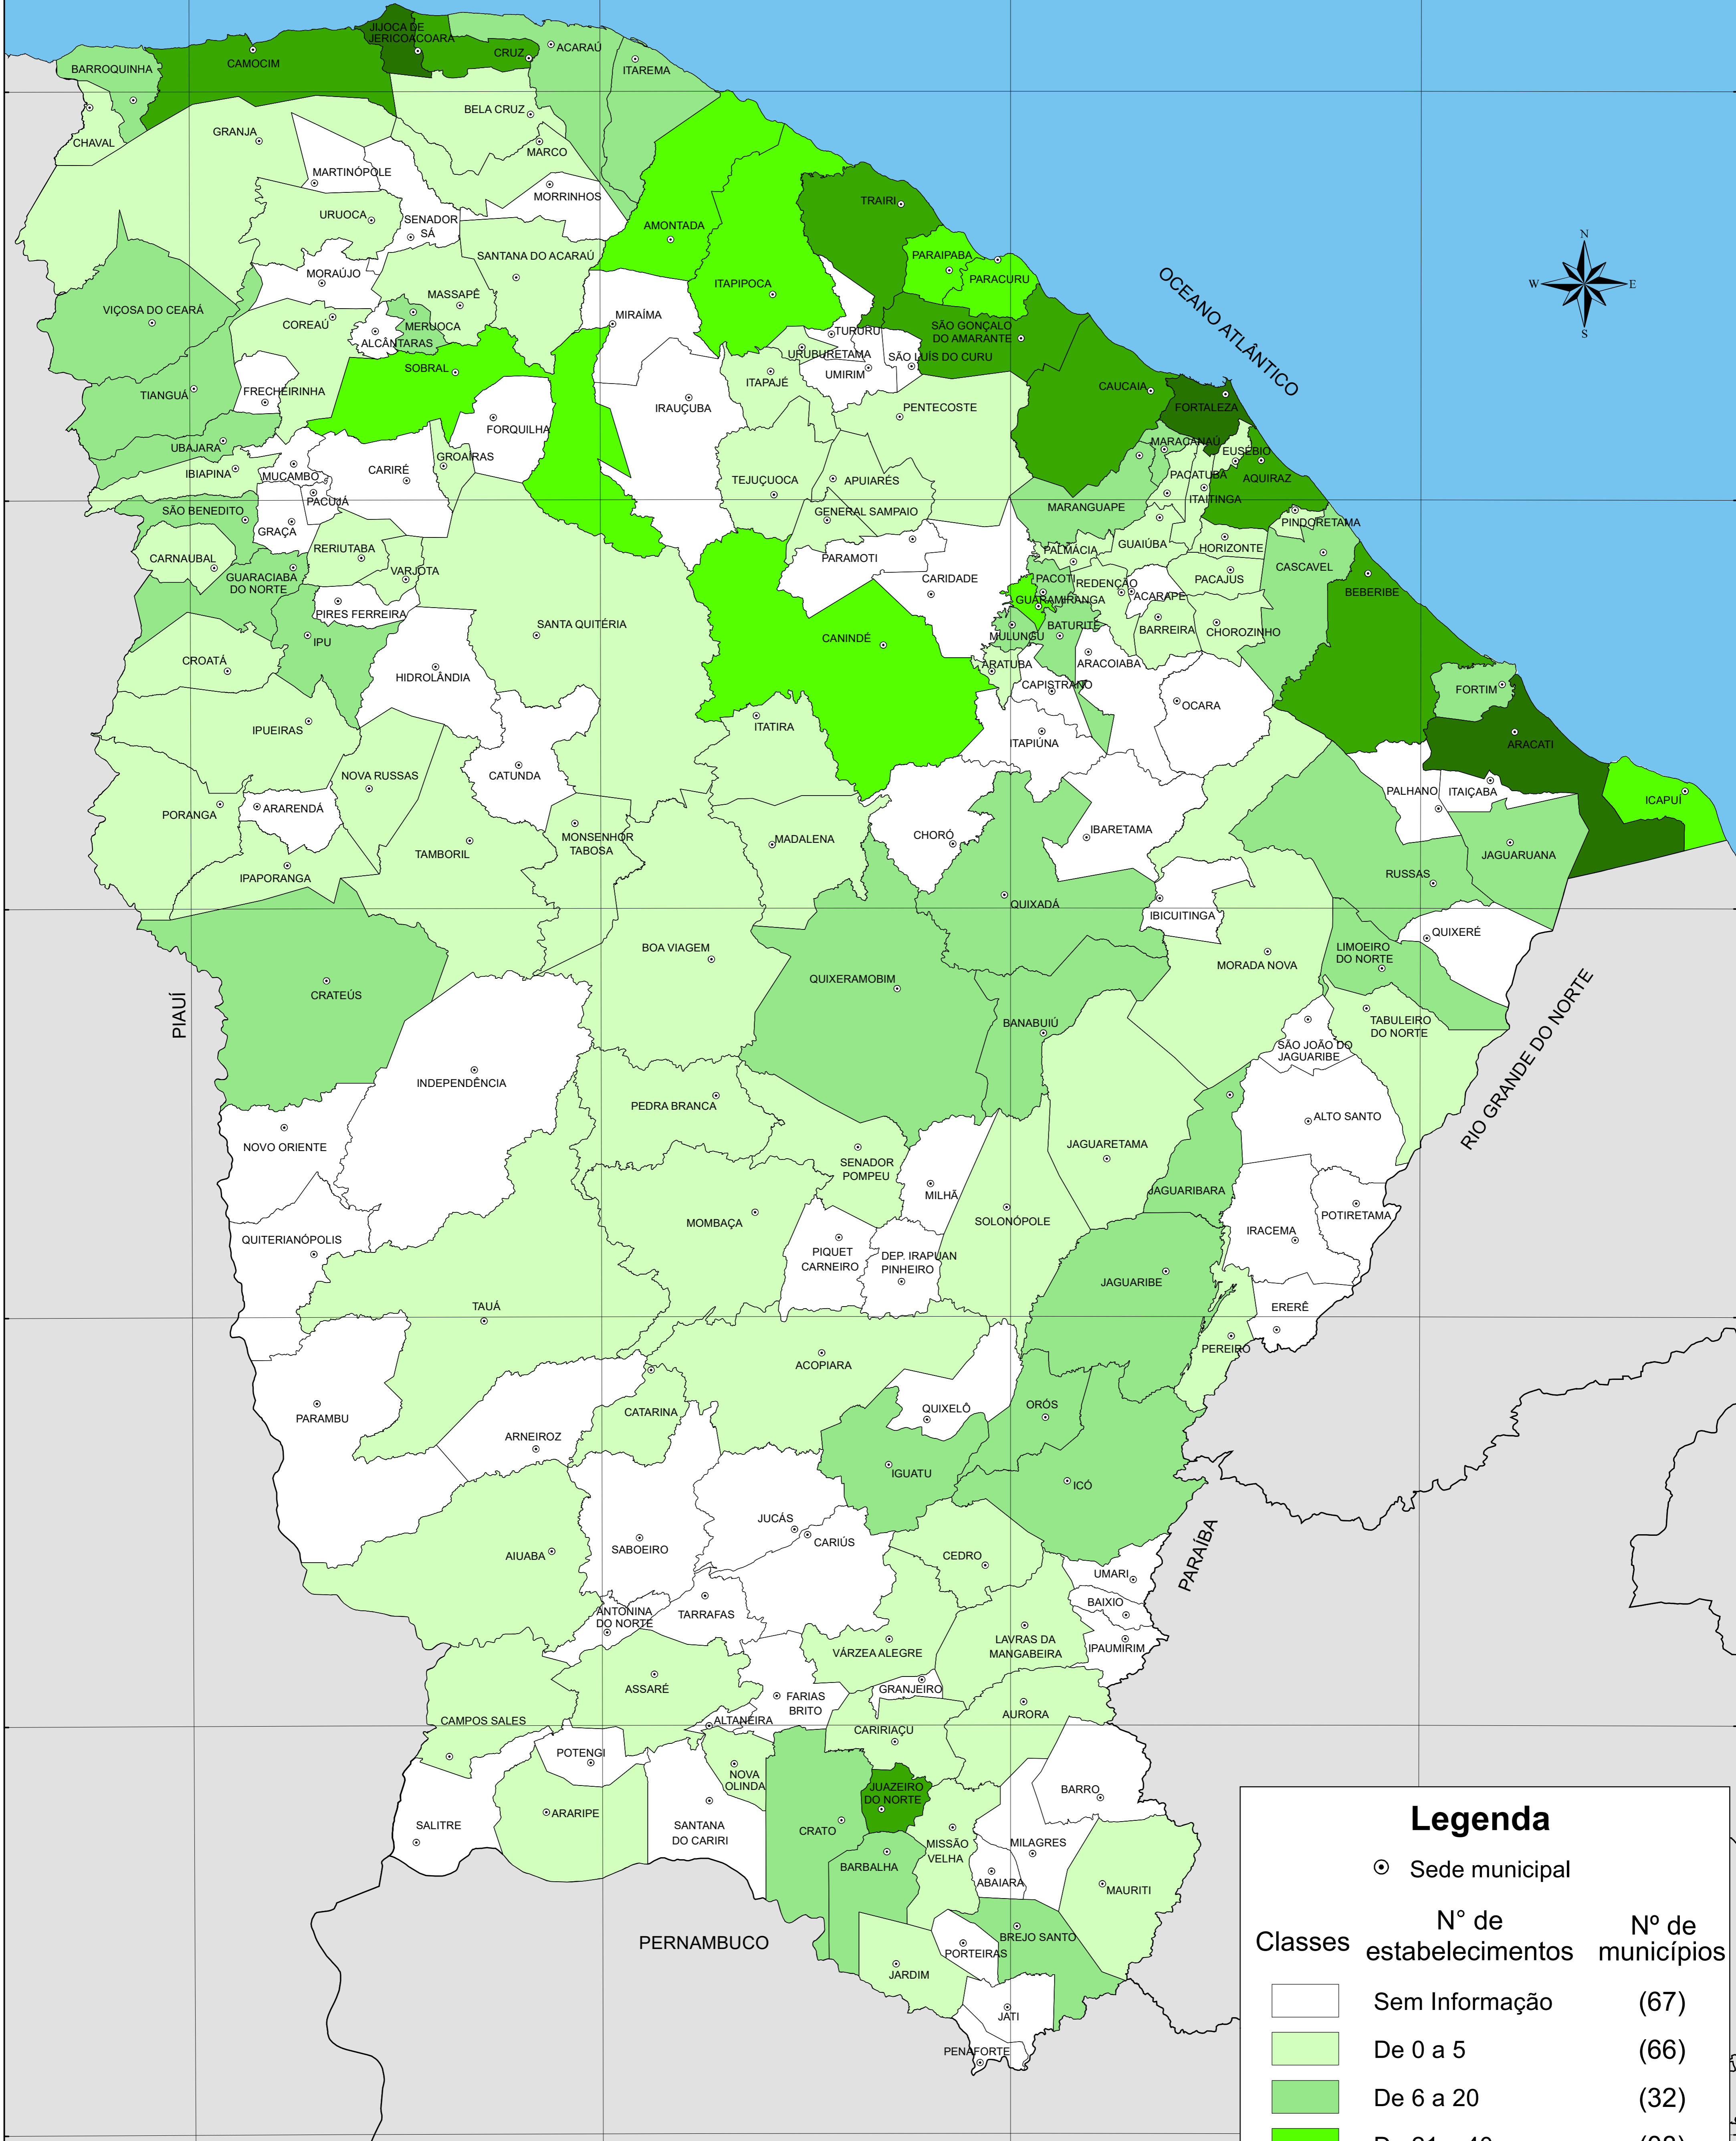 JIJOCA DE
JERICOACOARA
CRUZ
ACARAÚ
BARROQUINHA
CAMOCIM
ITAREMA
BELA CRUZ
CHAVAL
GRANJA
MARCO
MARTINÓPOLE
MORRINHOS
TRAIRI
URUOCA
SENADOR
SÁ
AMONTADA
N
PARAIPABA
SANTANA DO ACARAÚ
MORAÚJO
PARACURU
OCEANO ATLÂNTICO
ITAPIPOCA
W
E
MASSAPÊ
VIÇOSA DO CEARÁ
MIRAÍMA
COREAÚ
MERUOCA
SÃO GONÇALO
DO AMARANTE
S
TURURU
ALCÂNTARAS
URUBURETAMA
SÃO LUÍS DO CURU
SOBRAL
UMIRIM
ITAPAJÉ
CAUCAIA
FRECHEIRINHA
TIANGUÁ
IRAUÇUBA
PENTECOSTE
FORTALEZA
FORQUILHA
MARACANAÚ
UBAJARA
EUSÉBIO
GROAÍRAS
CARIRÉ
IBIAPINA
MUCAMBO
PACATUBA
AQUIRAZ
TEJUÇUOCA
APUIARÉS
ITAITINGA
PACUJÁ
SÃO BENEDITO
GENERAL SAMPAIO
MARANGUAPE
PINDORETAMA
GRAÇA
RERIUTABA
GUAIÚBA
HORIZONTE
PALMÁCIA
CARNAUBAL
PARAMOTI
CASCAVEL
VARJOTA
GUARACIABA
DO NORTE
CARIDADE
PACOTI
REDENÇÃO
PACAJUS
BEBERIBE
ACARAPE
GUARAMIRANGA
PIRES FERREIRA
SANTA QUITÉRIA
BATURITÉ
BARREIRA
CHOROZINHO
MULUNGU
CANINDÉ
IPU
CROATÁ
ARATUBA
ARACOIABA
HIDROLÂNDIA
CAPISTRANO
FORTIM
OCARA
ITATIRA
IPUEIRAS
ITAPIÚNA
ARACATI
NOVA RUSSAS
CATUNDA
PALHANO
ITAIÇABA
ICAPUÍ
ARARENDÁ
PORANGA
IBARETAMA
CHORÓ
MONSENHOR
TABOSA
MADALENA
TAMBORIL
JAGUARUANA
RUSSAS
IPAPORANGA
QUIXADÁ
IBICUITINGA
QUIXERÉ
BOA VIAGEM
LIMOEIRO
DO NORTE
MORADA NOVA
QUIXERAMOBIM
CRATEÚS
PIAUÍ
TABULEIRO
DO NORTE
BANABUIÚ
SÃO JOÃO DO
JAGUARIBE
RIO GRANDE DO NORTE
INDEPENDÊNCIA
PEDRA BRANCA
ALTO SANTO
NOVO ORIENTE
JAGUARETAMA
SENADOR
POMPEU
MILHÃ
JAGUARIBARA
POTIRETAMA
MOMBAÇA
SOLONÓPOLE
IRACEMA
QUITERIANÓPOLIS
PIQUET
CARNEIRO
DEP. IRAPUAN
PINHEIRO
JAGUARIBE
TAUÁ
ERERÊ
PEREIRO
ACOPIARA
ORÓS
QUIXELÔ
CATARINA
PARAMBU
ARNEIROZ
IGUATU
ICÓ
JUCÁS
CARIÚS
SABOEIRO
AIUABA
CEDRO
PARAÍBA
UMARI
BAIXIO
ANTONINA
DO NORTE
TARRAFAS
LAVRAS DA
MANGABEIRA
IPAUMIRIM
VÁRZEA ALEGRE
ASSARÉ
GRANJEIRO
FARIAS
BRITO
AURORA
ALTANEIRA
CAMPOS SALES
CARIRIAÇU
POTENGI
NOVA
OLINDA
JUAZEIRO
DO NORTE
BARRO
ARARIPE
SALITRE
SANTANA
DO CARIRI
CRATO
MISSÃO
VELHA
MILAGRES
BARBALHA
ABAIARA
MAURITI
BREJO SANTO
PERNAMBUCO
PORTEIRAS
JARDIM
JATI
PENAFORTE
Legenda
Sede municipal
Classes
N° de
estabelecimentos
Nº de
municípios
Sem Informação (67)
De 0 a 5 (66)
De 6 a 20 (32)